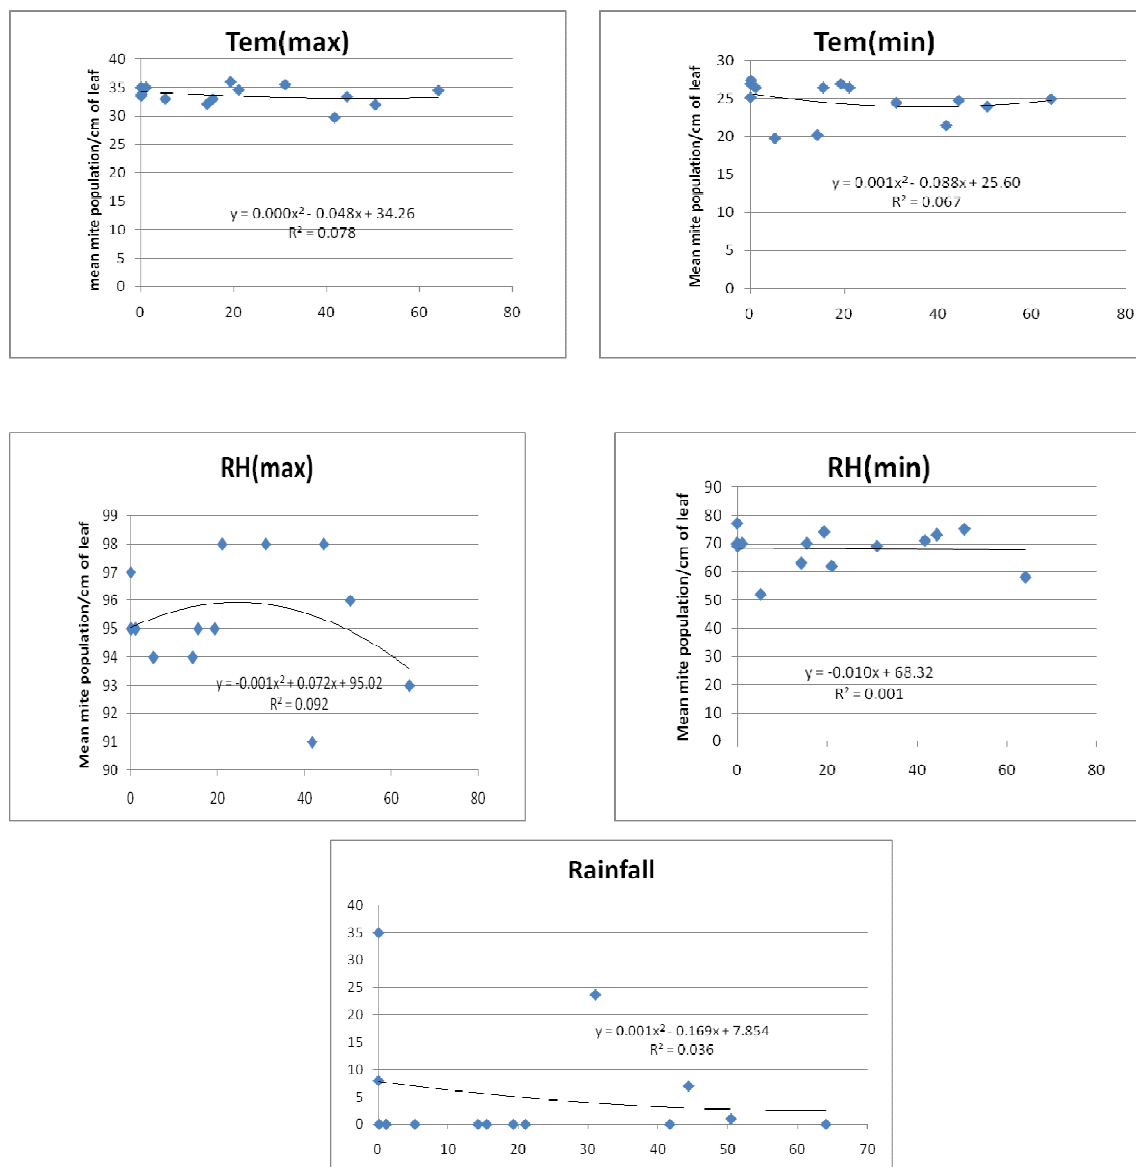 Tem(max)
mean mite population/cm of leaf
40
35
30
25
20
15
10
5
0
y = 0.000x² - 0.048x + 34.26
R² = 0.078
0 20 40 60 80
Tem(min)
Mean mite population/cm of leaf
30
25
20
15
10
5
0
y = 0.001x² - 0.088x + 25.60
R² = 0.067
0 20 40 60 80
RH(max)
Mean mite population/cm of leaf
99
98
97
96
95
94
93
92
91
90
y = -0.001x² + 0.072x + 95.02
R² = 0.092
0 20 40 60 80
RH(min)
Mean mite population/cm of leaf
90
80
70
60
50
40
30
20
10
0
y = -0.010x + 68.32
R² = 0.001
0 20 40 60 80
Rainfall
40
35
30
25
20
15
10
5
0
y = 0.001x² - 0.169x + 7.854
R² = 0.036
0 10 20 30 40 50 60 70